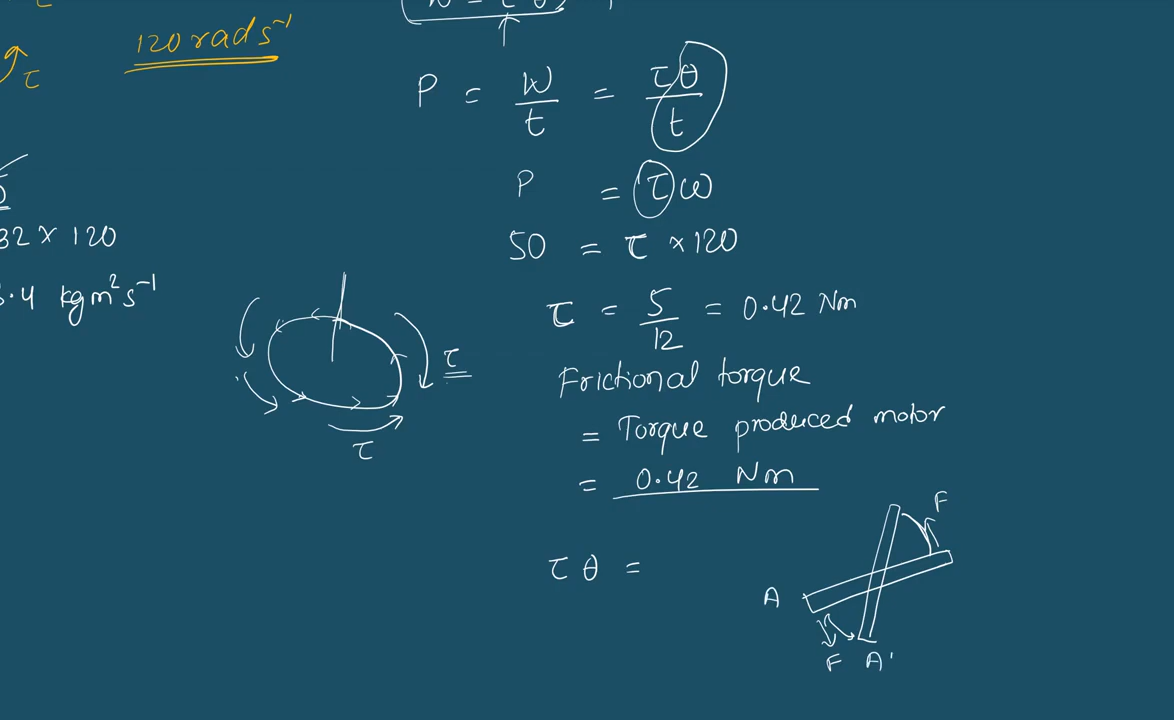 120 rad s⁻¹
τ
P = W/t = τθ/t
P = τω
32 × 120
50 = τ × 120
.4 kgm²s⁻¹
τ = 5/12 = 0.42 Nm
τ
Frictional torque
= Torque produced motor
τ
= 0.42 Nm
F
τθ =
A
F A'